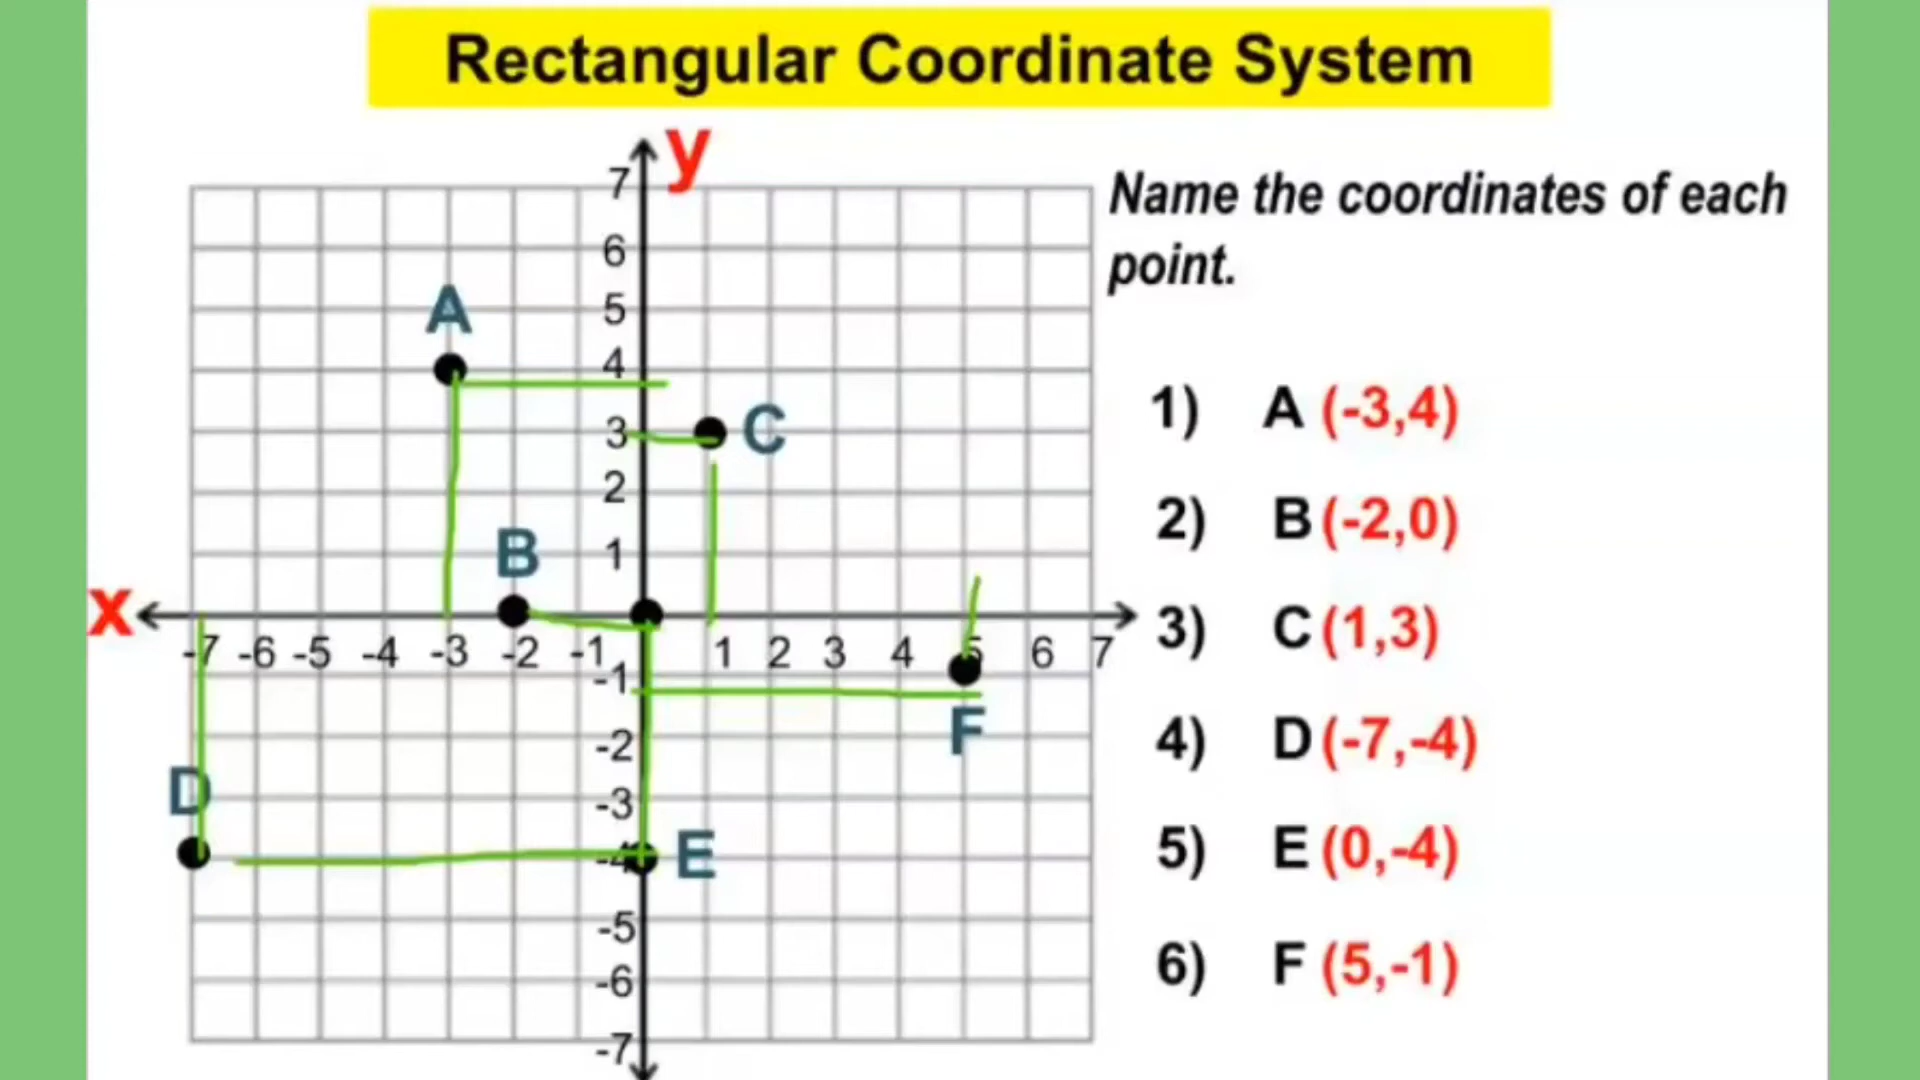 Rectangular Coordinate System
y
7
6
5
4
3
2
1
A
C
B
x
-7 -6 -5 -4 -3 -2 -1 1 2 3 4 5 6 7
-1
-2
-3
-4
-5
-6
-7
F
D
E
Name the coordinates of each
point.
1) A (-3,4)
2) B (-2,0)
3) C (1,3)
4) D (-7,-4)
5) E (0,-4)
6) F (5,-1)